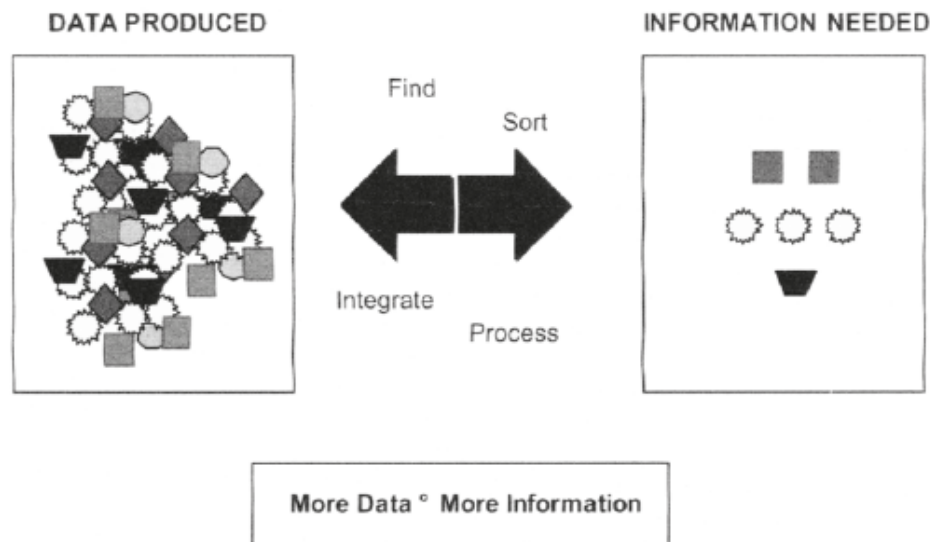 DATA PRODUCED
INFORMATION NEEDED
Find
Sort
Integrate
Process
More Data ° More Information